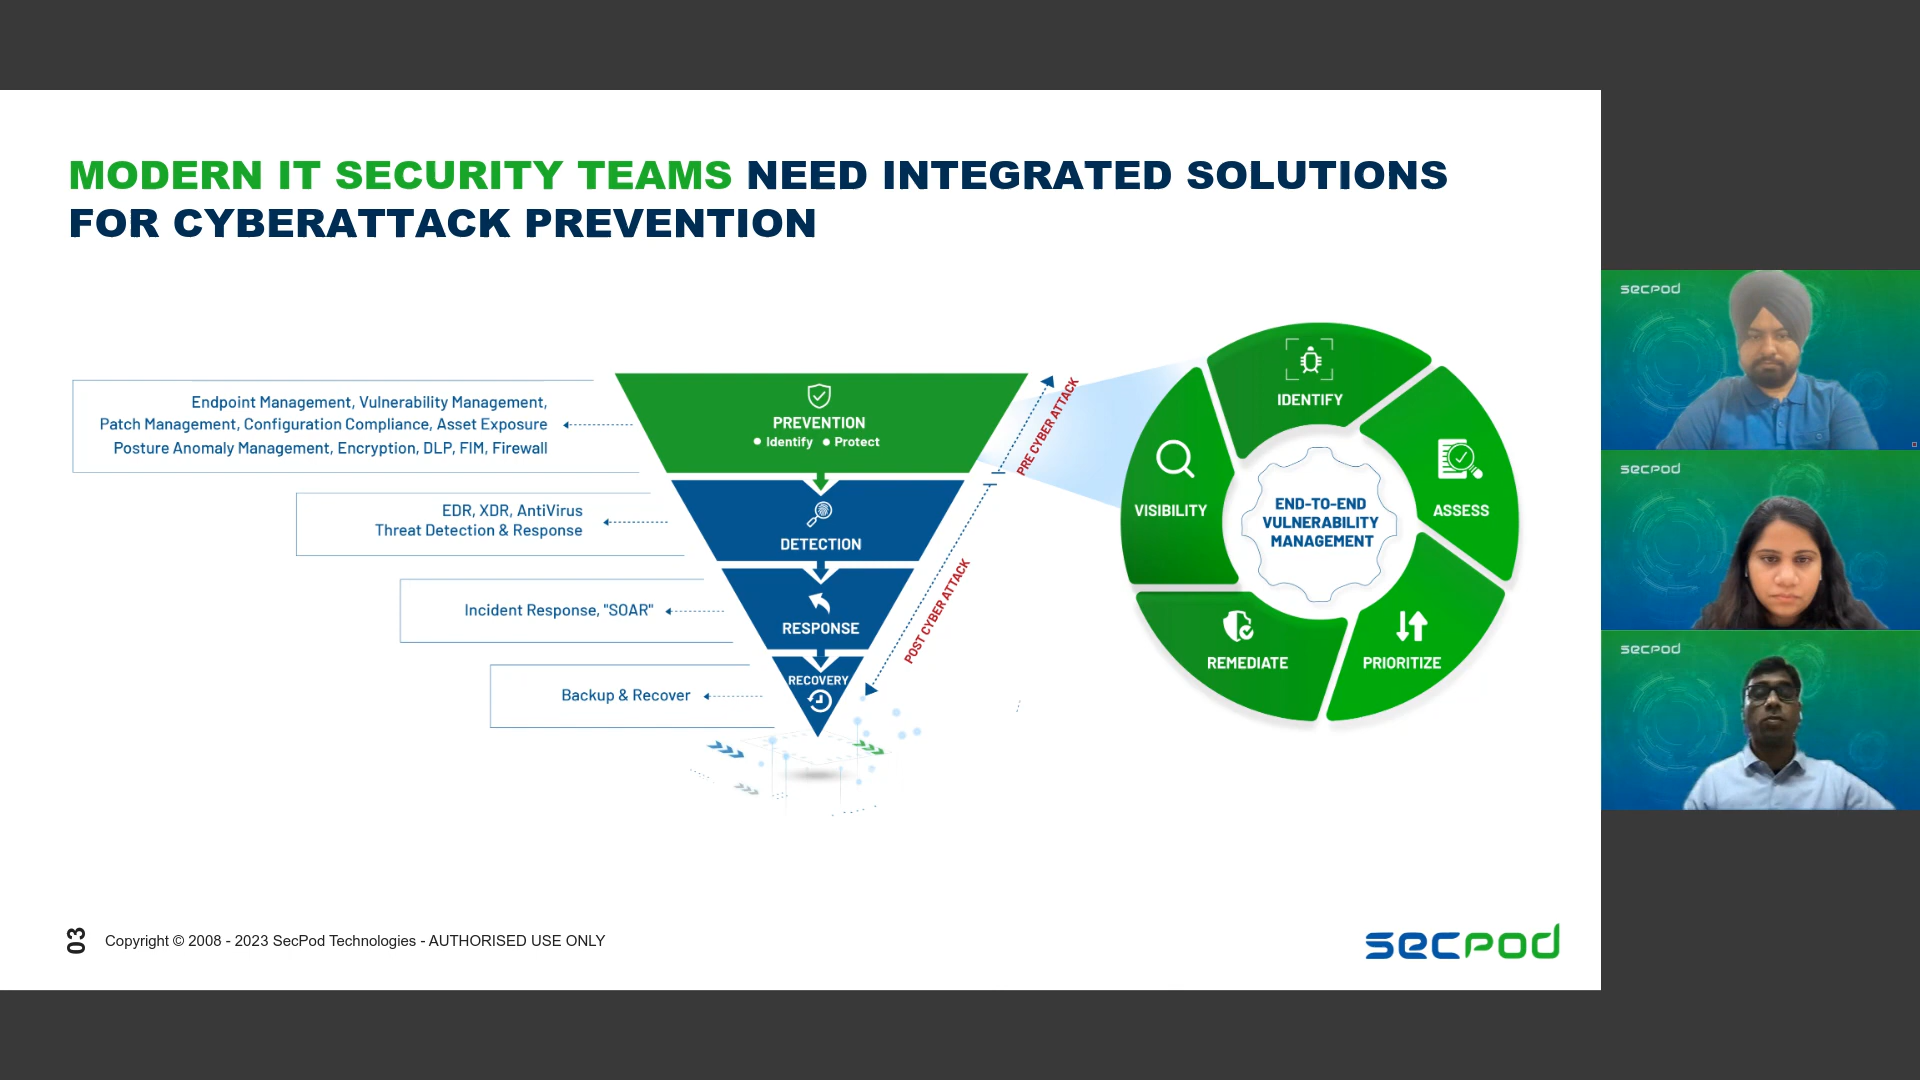 MODERN IT SECURITY TEAMS NEED INTEGRATED SOLUTIONS
FOR CYBERATTACK PREVENTION
Endpoint Management, Vulnerability Management,
Patch Management, Configuration Compliance, Asset Exposure
Posture Anomaly Management, Encryption, DLP, FIM, Firewall
EDR, XDR, AntiVirus
Threat Detection & Response
Incident Response, "SOAR"
Backup & Recover
PREVENTION
• Identify • Protect
DETECTION
RESPONSE
RECOVERY
PRE CYBER ATTACK
POST CYBER ATTACK
IDENTIFY
VISIBILITY
ASSESS
REMEDIATE
PRIORITIZE
END-TO-END
VULNERABILITY
MANAGEMENT
03
Copyright © 2008 - 2023 SecPod Technologies - AUTHORISED USE ONLY
secpod
secpod
secpod
secpod